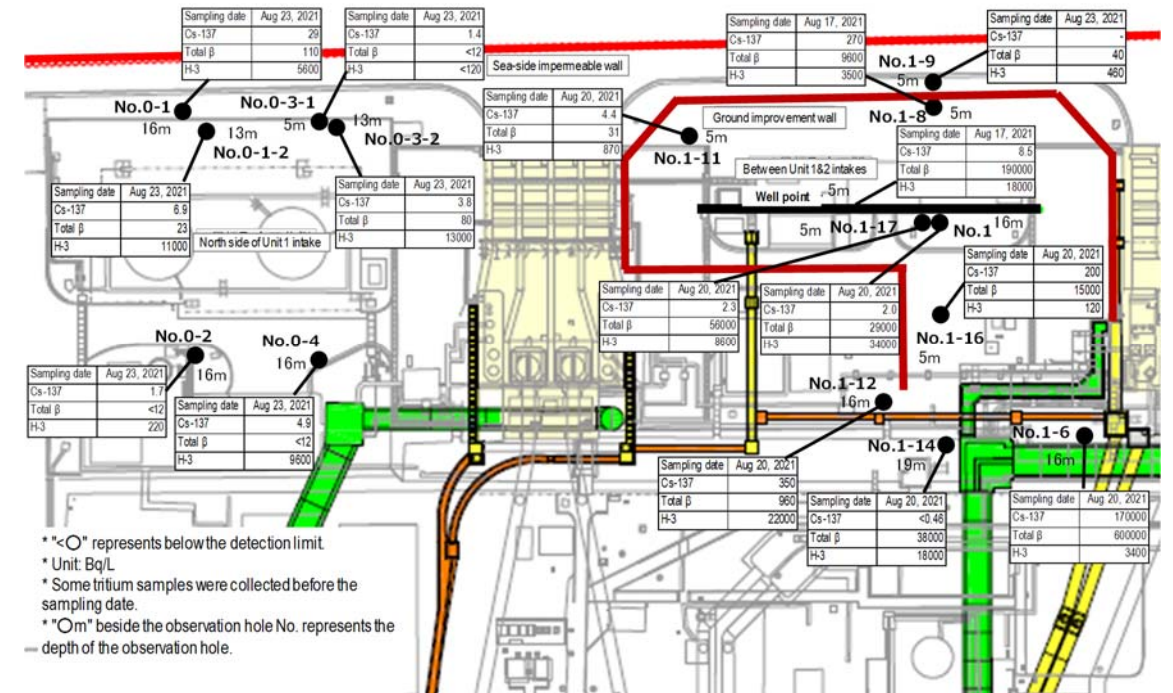 Sampling date Aug 23, 2021
Cs-137 29
Total β 110
H-3 5600
Sampling date Aug 23, 2021
Cs-137 1.4
Total β <12
H-3 <120
Sampling date Aug 17, 2021
Cs-137 270
Total β 9600
H-3 3500
Sampling date Aug 23, 2021
Cs-137 -
Total β 40
H-3 460
Sea-side impermeable wall
No.1-9
5m
No.0-1
16m
No.0-3-1
5m
13m
No.0-3-2
13m
No.0-1-2
Sampling date Aug 20, 2021
Cs-137 4.4
Total β 31
H-3 870
5m
No.1-11
Ground improvement wall
No.1-8
5m
Sampling date Aug 17, 2021
Cs-137 8.5
Total β 190000
H-3 18000
Between Unit 1&2 intakes
Well point
5m
Sampling date Aug 23, 2021
Cs-137 6.9
Total β 23
H-3 11000
North side of Unit 1 intake
Sampling date Aug 23, 2021
Cs-137 3.8
Total β 80
H-3 13000
5m
No.1-17
No.1
16m
Sampling date Aug 20, 2021
Cs-137 200
Total β 15000
H-3 120
Sampling date Aug 20, 2021
Cs-137 2.3
Total β 56000
H-3 8600
Sampling date Aug 20, 2021
Cs-137 2.0
Total β 29000
H-3 34000
No.1-16
5m
No.0-2
16m
No.0-4
16m
Sampling date Aug 23, 2021
Cs-137 1.7
Total β <12
H-3 220
Sampling date Aug 23, 2021
Cs-137 4.9
Total β <12
H-3 9600
No.1-12
16m
No.1-14
19m
No.1-6
16m
Sampling date Aug 20, 2021
Cs-137 350
Total β 960
H-3 22000
Sampling date Aug 20, 2021
Cs-137 <0.46
Total β 38000
H-3 18000
Sampling date Aug 20, 2021
Cs-137 170000
Total β 600000
H-3 3400
* "<○" represents below the detection limit.
* Unit: Bq/L
* Some tritium samples were collected before the
sampling date.
* "○m" beside the observation hole No. represents the
depth of the observation hole.